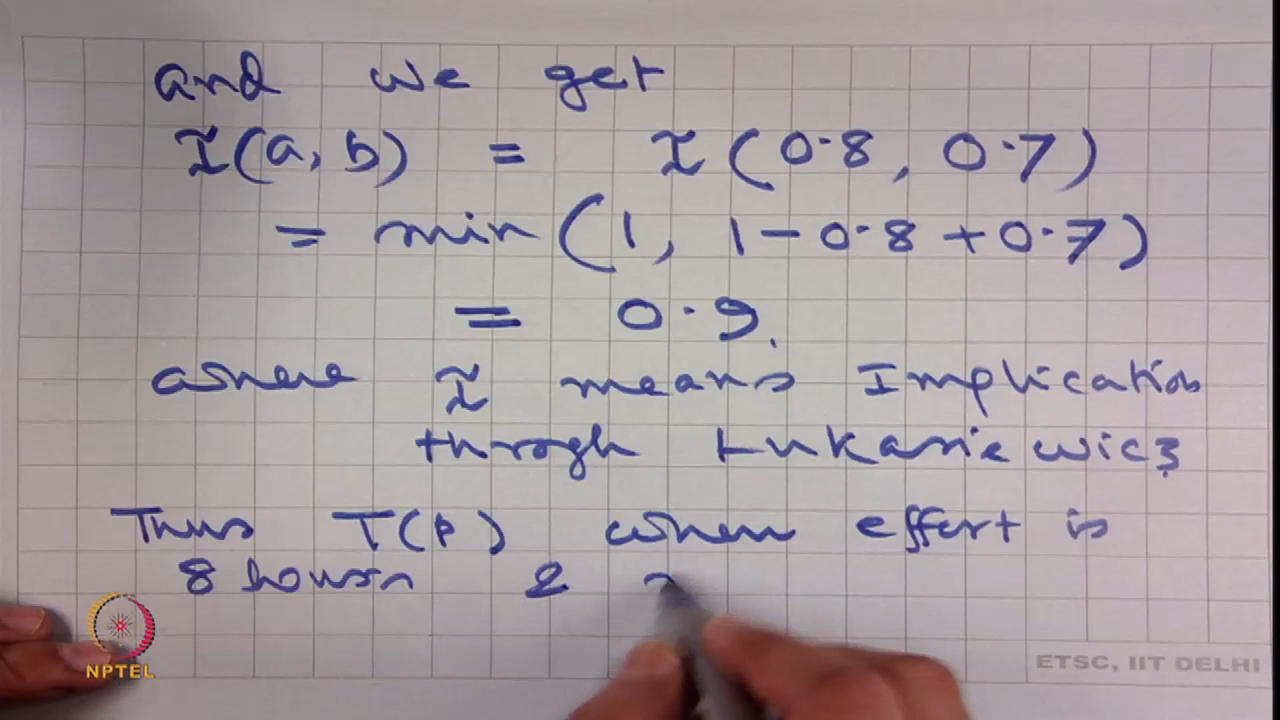 and we get
I(a, b) = I(0.8, 0.7)
= min(1, 1-0.8+0.7)
= 0.9.
where I means Implication
through Łukasiewicz
Thus T(p) when effort is
8 hours &
NPTEL
ETSC, IIT DELHI